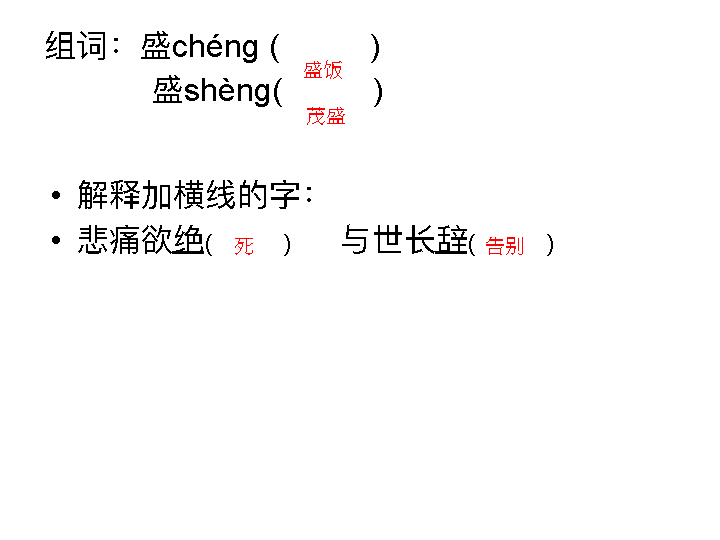 组词：盛chéng (盛饭)
盛shèng(茂盛)
• 解释加横线的字：
• 悲痛欲绝(死) 与世长辞(告别)